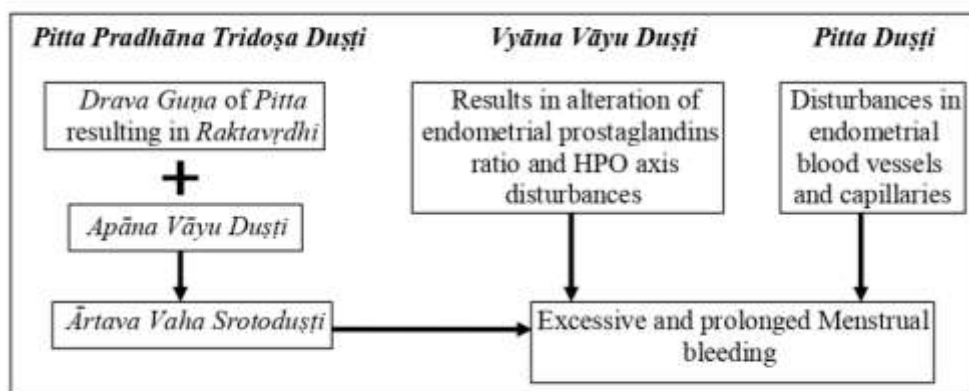 Pitta Pradhāna Tridoṣa Duṣṭi
Vyāna Vāyu Duṣṭi
Pitta Duṣṭi
Drava Guṇa of Pitta
resulting in Raktavṛdhi
+
Apāna Vāyu Duṣṭi
Ārtava Vaha Srotoduṣṭi
Results in alteration of
endometrial prostaglandins
ratio and HPO axis
disturbances
Disturbances in
endometrial
blood vessels
and capillaries
Excessive and prolonged Menstrual
bleeding